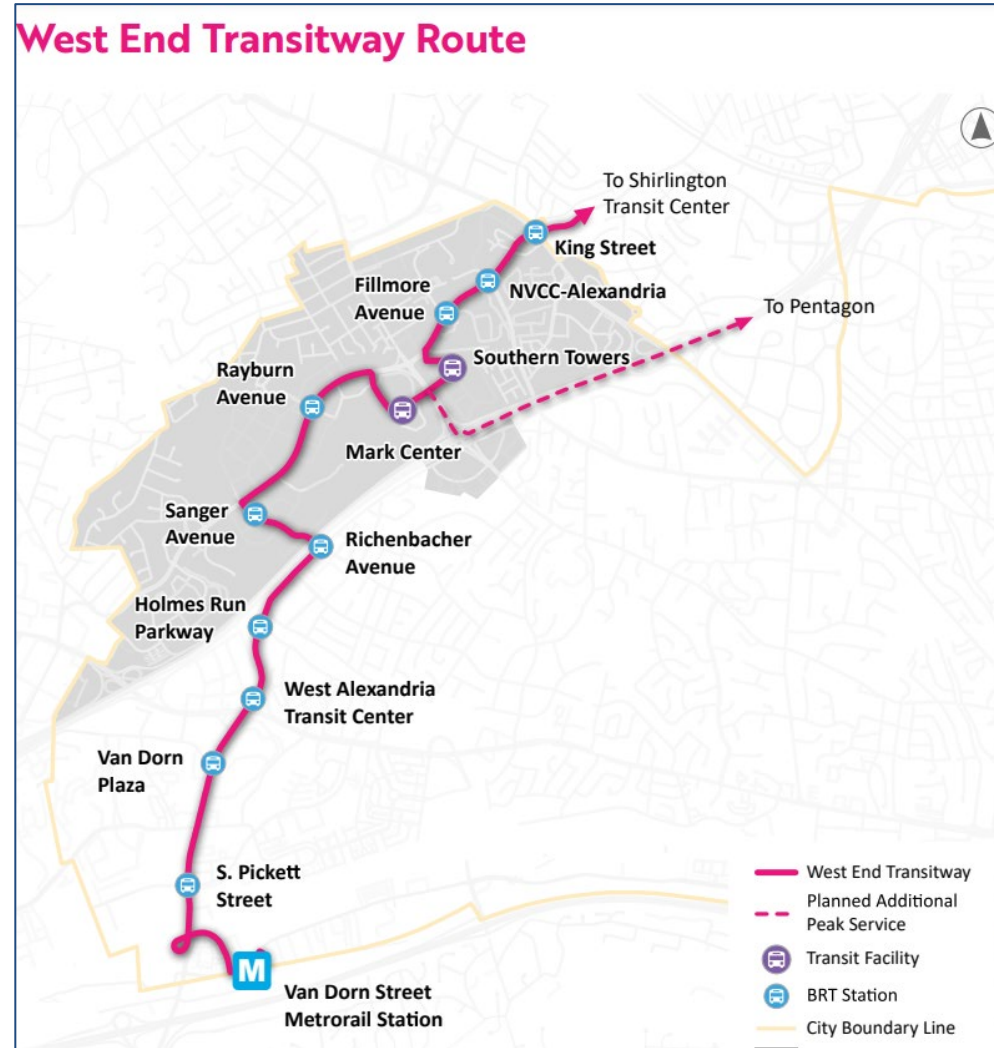 West End Transitway Route
To Shirlington
Transit Center
King Street
Fillmore
Avenue
NVCC-Alexandria
To Pentagon
Southern Towers
Rayburn
Avenue
Mark Center
Sanger
Avenue
Richenbacher
Avenue
Holmes Run
Parkway
West Alexandria
Transit Center
Van Dorn
Plaza
S. Pickett
Street
M
Van Dorn Street
Metrorail Station
West End Transitway
Planned Additional
Peak Service
Transit Facility
BRT Station
City Boundary Line